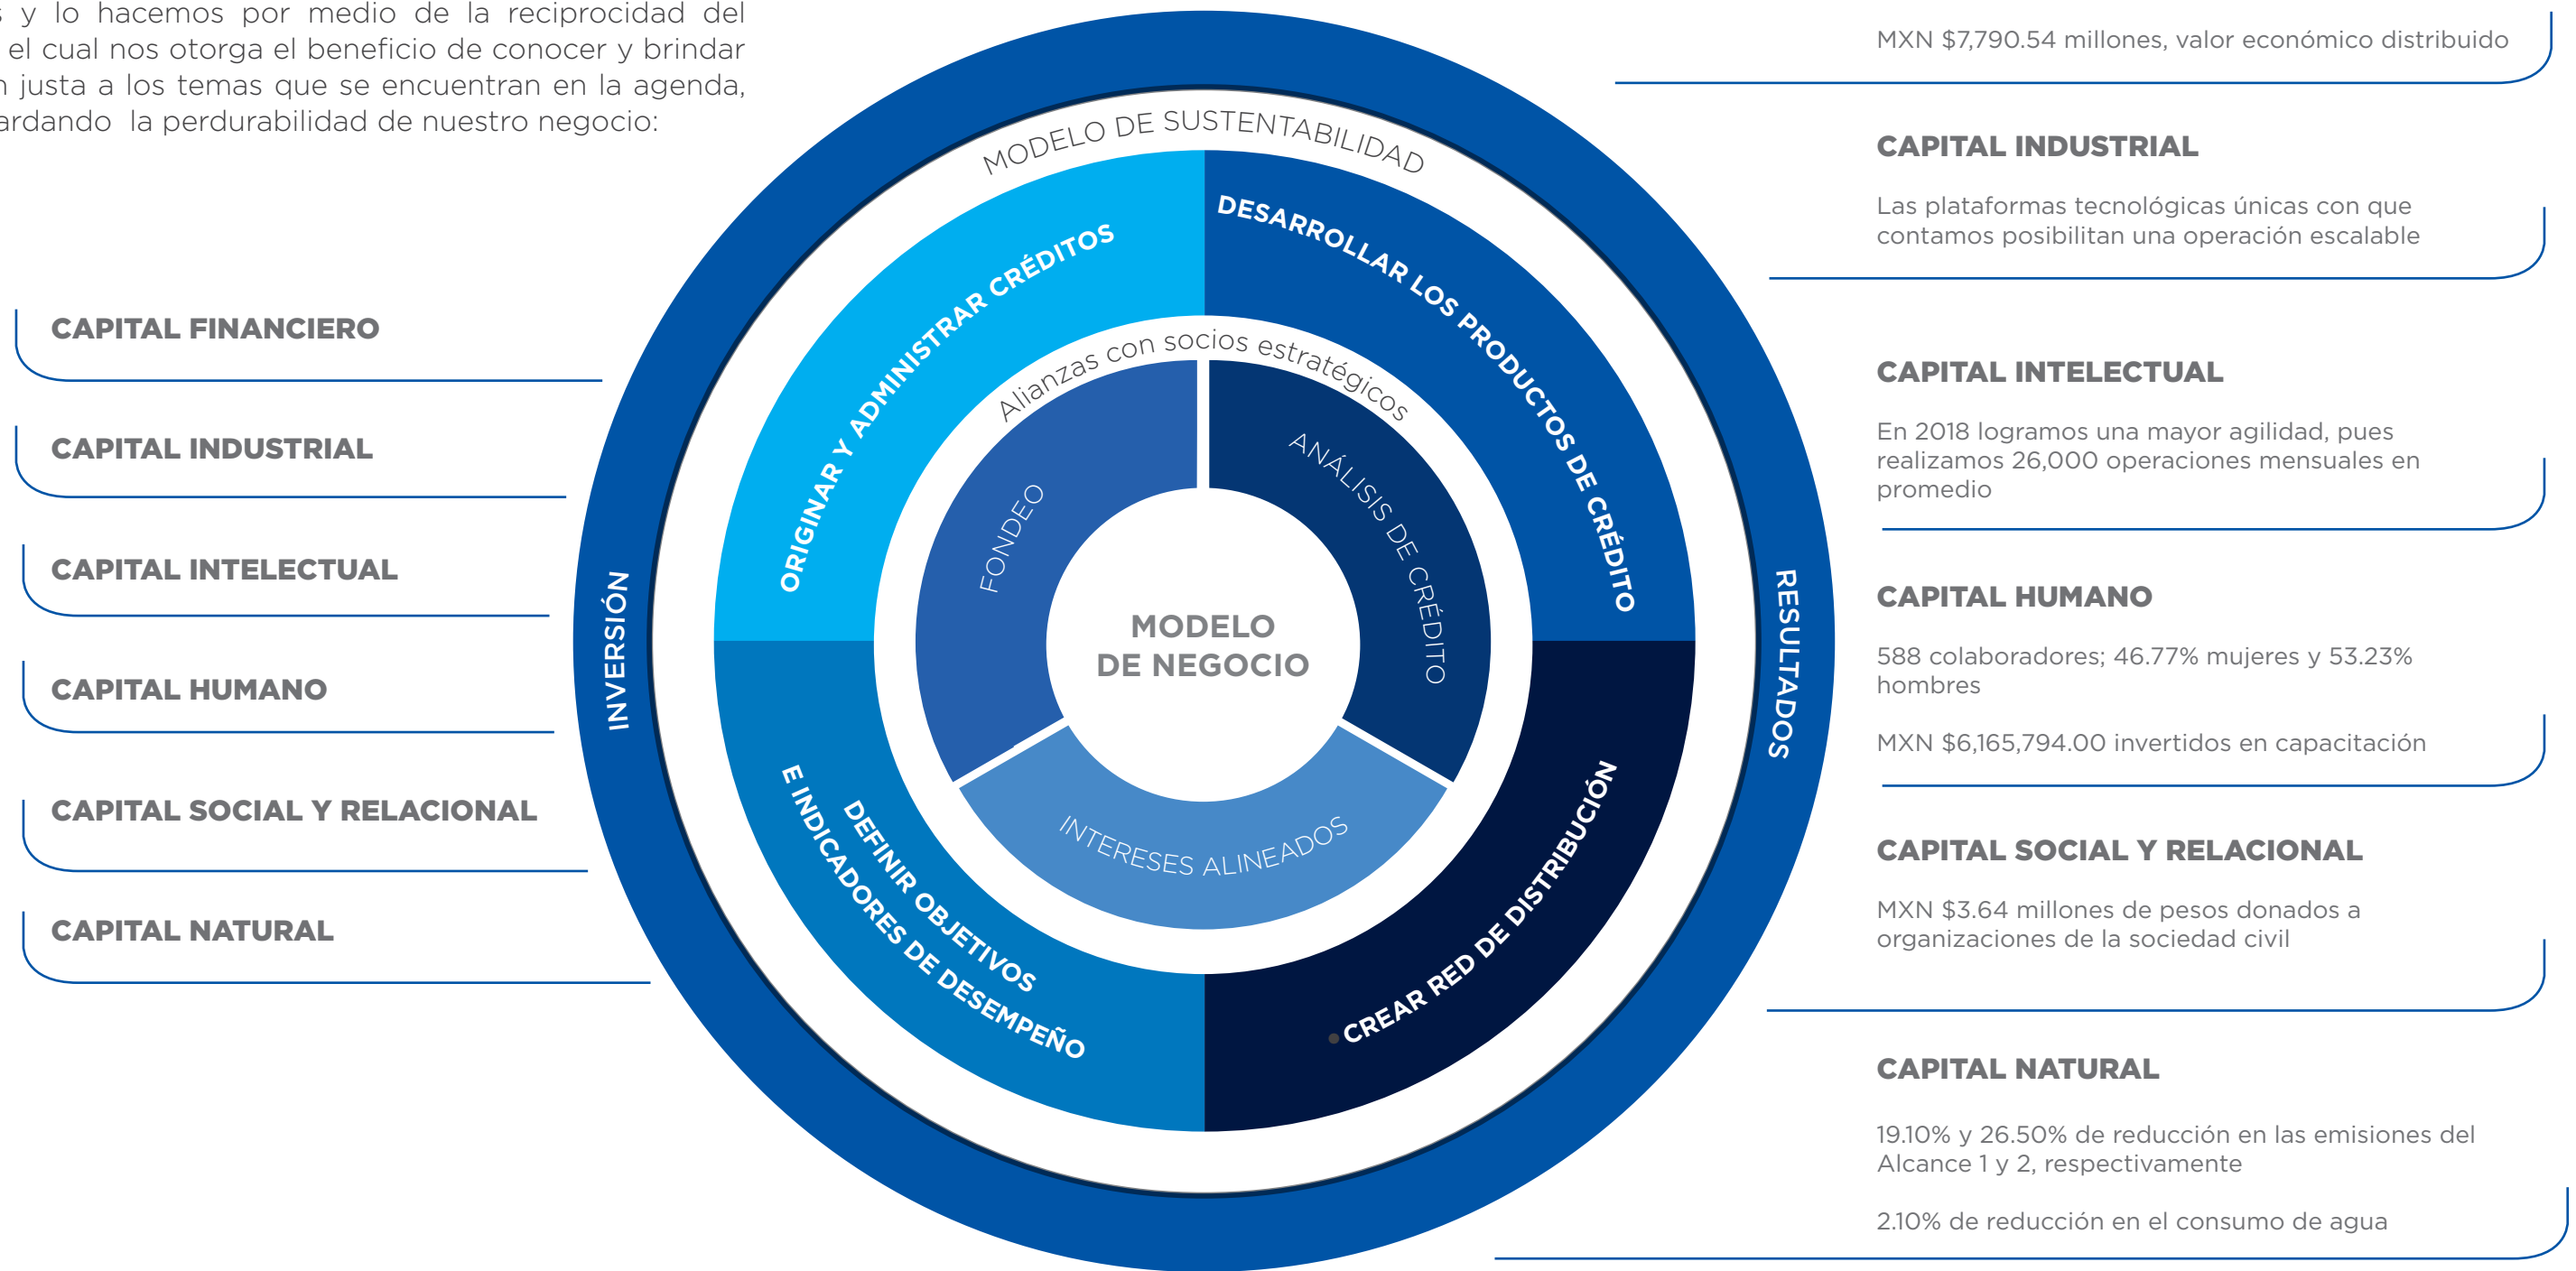 y lo hacemos por medio de la reciprocidad del
el cual nos otorga el beneficio de conocer y brindar
justa a los temas que se encuentran en la agenda,
la perdurabilidad de nuestro negocio:
CAPITAL FINANCIERO
CAPITAL INDUSTRIAL
CAPITAL INTELECTUAL
CAPITAL HUMANO
CAPITAL SOCIAL Y RELACIONAL
CAPITAL NATURAL
INVERSIÓN
MODELO DE SUSTENTABILIDAD
ORIGINAR Y ADMINISTRAR CRÉDITOS
DESARROLLAR LOS PRODUCTOS DE CRÉDITO
Alianzas con socios estratégicos
FONDEO
ANÁLISIS DE CRÉDITO
MODELO
DE NEGOCIO
INTERESES ALINEADOS
DEFINIR OBJETIVOS
E INDICADORES DE DESEMPEÑO
• CREAR RED DE DISTRIBUCIÓN
RESULTADOS
MXN $7,790.54 millones, valor económico distribuido
CAPITAL INDUSTRIAL
Las plataformas tecnológicas únicas con que
contamos posibilitan una operación escalable
CAPITAL INTELECTUAL
En 2018 logramos una mayor agilidad, pues
realizamos 26,000 operaciones mensuales en
promedio
CAPITAL HUMANO
588 colaboradores; 46.77% mujeres y 53.23%
hombres
MXN $6,165,794.00 invertidos en capacitación
CAPITAL SOCIAL Y RELACIONAL
MXN $3.64 millones de pesos donados a
organizaciones de la sociedad civil
CAPITAL NATURAL
19.10% y 26.50% de reducción en las emisiones del
Alcance 1 y 2, respectivamente
2.10% de reducción en el consumo de agua